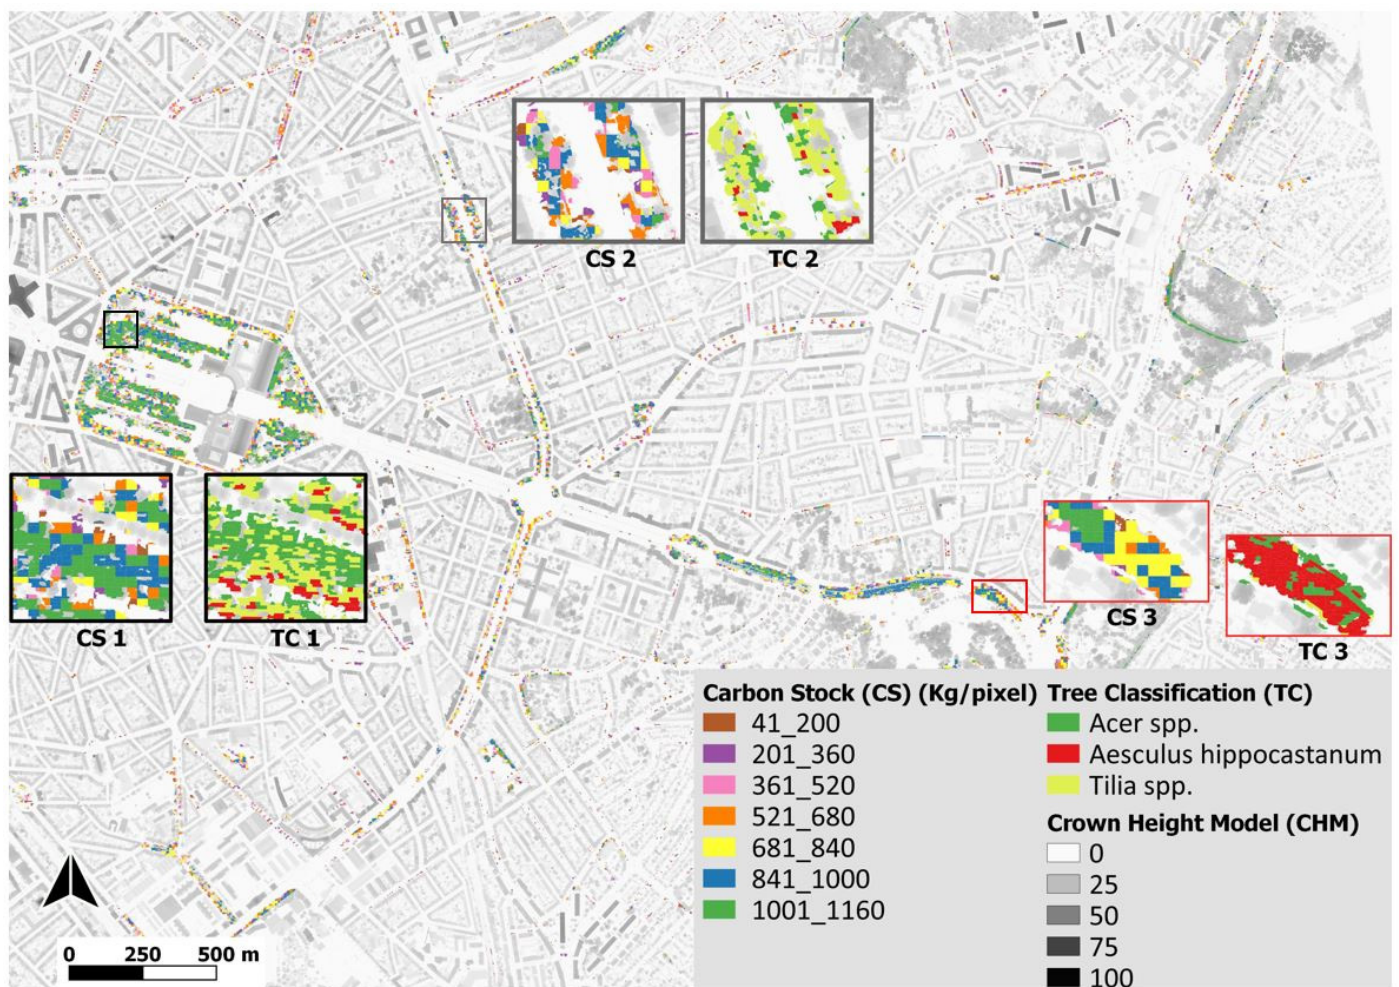 CS 2
TC 2
CS 1
TC 1
CS 3
TC 3
Carbon Stock (CS) (Kg/pixel)
41_200
201_360
361_520
521_680
681_840
841_1000
1001_1160
Tree Classification (TC)
Acer spp.
Aesculus hippocastanum
Tilia spp.
Crown Height Model (CHM)
0
25
50
75
100
0 250 500 m